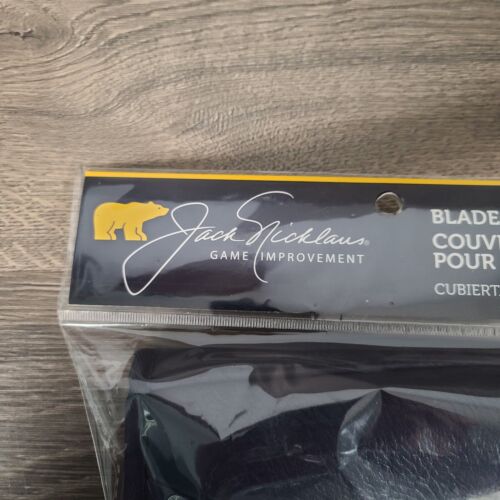 Jack Nicklaus®
GAME IMPROVEMENT
BLADE
COUV
POUR
CUBIERT